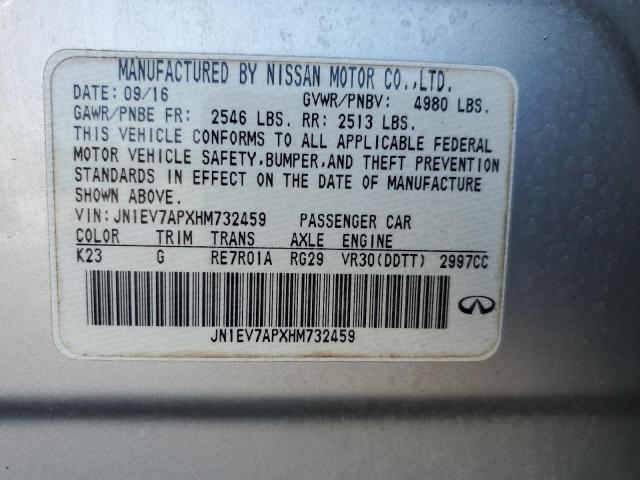 MANUFACTURED BY NISSAN MOTOR CO.,LTD.
DATE: 09/16 GVWR/PNBV: 4980 LBS.
GAWR/PNBE FR: 2546 LBS. RR: 2513 LBS.
THIS VEHICLE CONFORMS TO ALL APPLICABLE FEDERAL
MOTOR VEHICLE SAFETY,BUMPER,AND THEFT PREVENTION
STANDARDS IN EFFECT ON THE DATE OF MANUFACTURE
SHOWN ABOVE.
VIN:JN1EV7APXHM732459 PASSENGER CAR
COLOR TRIM TRANS AXLE ENGINE
K23 G RE7R01A RG29 VR30(DDTT) 2997CC
JN1EV7APXHM732459